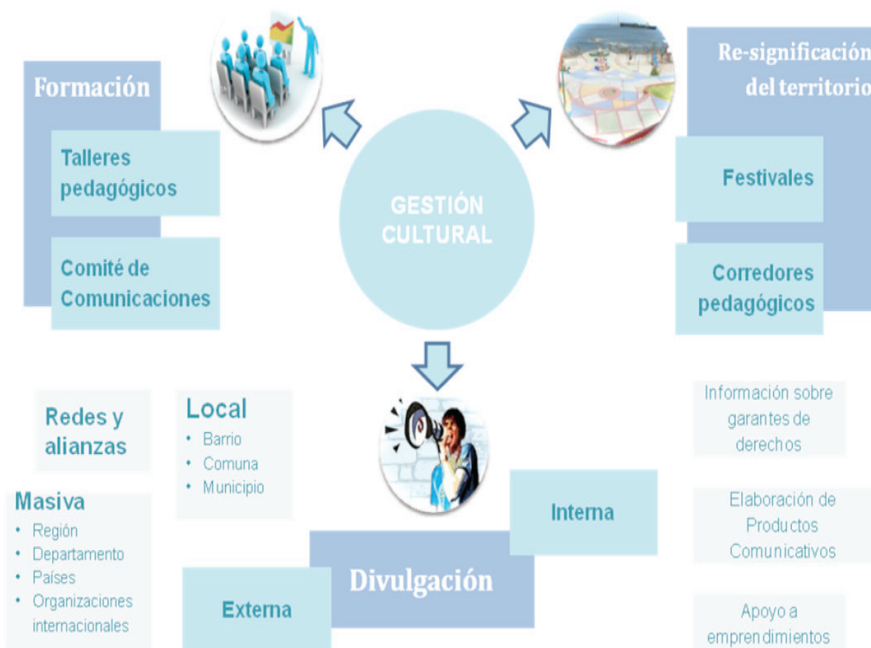 Formación
Talleres
pedagógicos
Comité de
Comunicaciones
GESTIÓN
CULTURAL
Re-significación
del territorio
Festivales
Corredores
pedagógicos
Redes y
alianzas
Local
• Barrio
• Comuna
• Municipio
Masiva
• Región
• Departamento
• Países
• Organizaciones
internacionales
Externa
Divulgación
Interna
Información sobre
garantes de
derechos
Elaboración de
Productos
Comunicativos
Apoyo a
emprendimientos